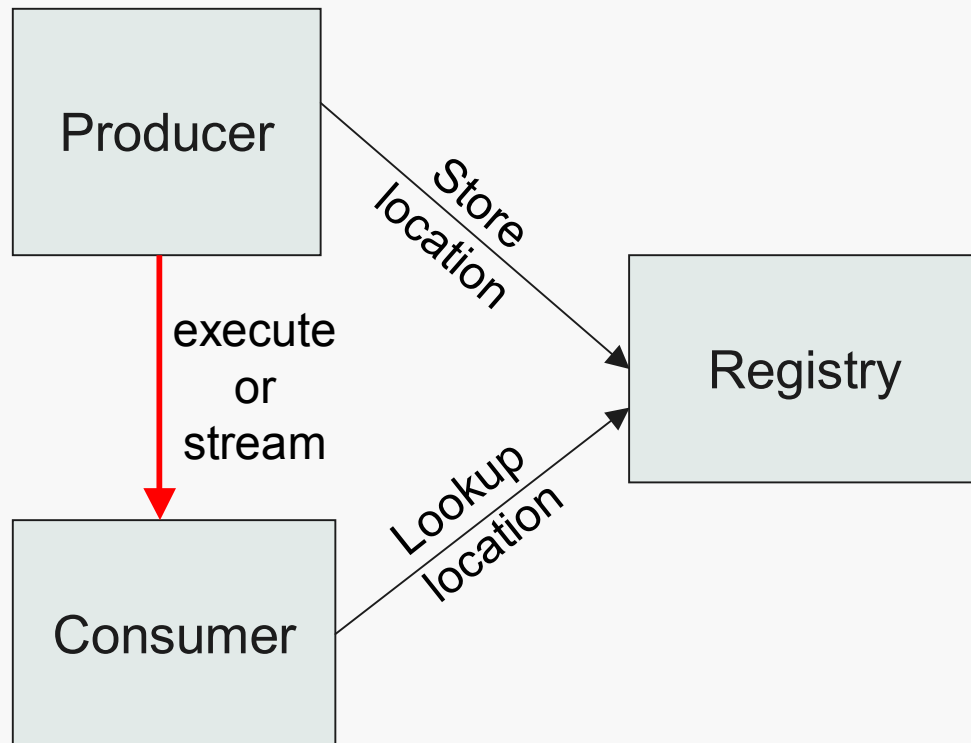 Producer
Store
location
execute
or
stream
Registry
Lookup
location
Consumer